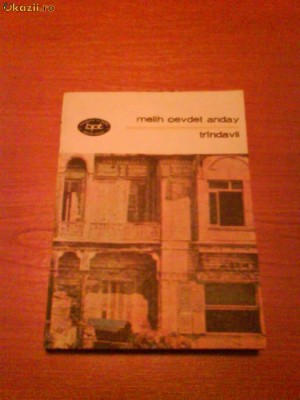 Okazii.ro
bpt
melih cevdet anday
trîndavii